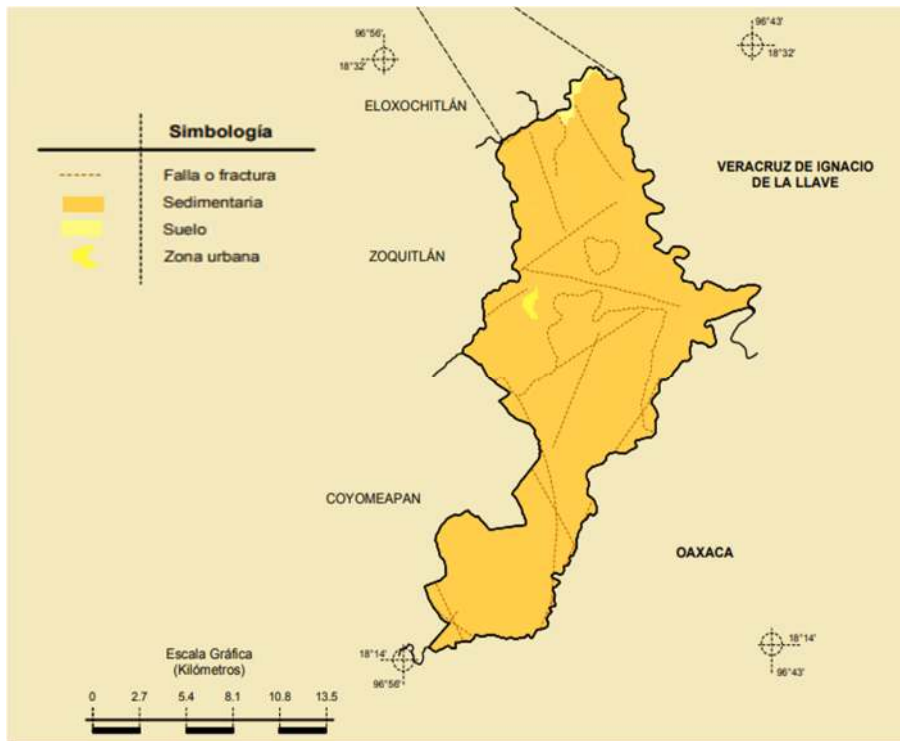 96°56'
18°32'
96°43'
18°32'
ELOXOCHITLÁN
Simbología
Falla o fractura
Sedimentaria
Suelo
Zona urbana
VERACRUZ DE IGNACIO
DE LA LLAVE
ZOQUITLÁN
COYOMEAPAN
OAXACA
Escala Gráfica
(Kilómetros)
0 2.7 5.4 8.1 10.8 13.5
18°14'
96°56'
18°14'
96°43'